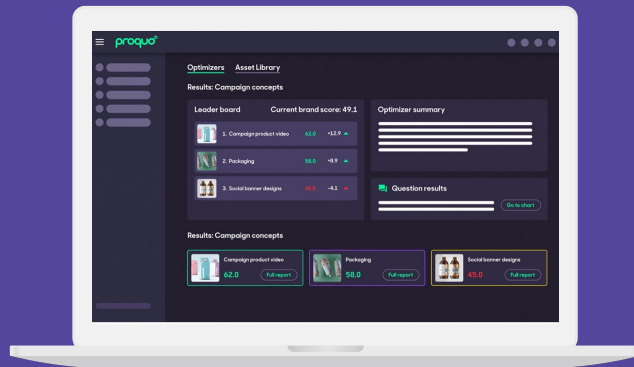 proquo°
Optimizers Asset Library
Results: Campaign concepts
Leader board Current brand score: 49.1
1. Campaign product video 62.0 +12.9
2. Packaging 58.0 +8.9
3. Social banner designs 45.0 -4.1
Optimizer summary
Question results
Go to chart
Results: Campaign concepts
Campaign product video
62.0 Full report
Packaging
58.0 Full report
Social banner designs
45.0 Full report